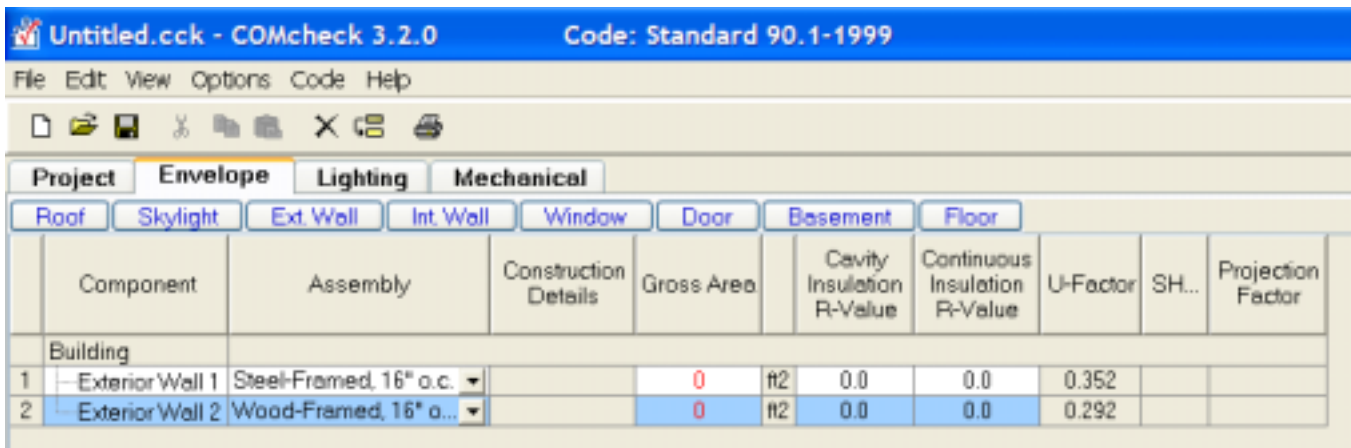 Untitled.cck - COMcheck 3.2.0 Code: Standard 90.1-1999
File Edit View Options Code Help
Project Envelope Lighting Mechanical
Roof Skylight Ext. Wall Int. Wall Window Door Basement Floor
Component Assembly Construction Details Gross Area Cavity Insulation R-Value Continuous Insulation R-Value U-Factor SH... Projection Factor
Building
1 Exterior Wall 1 Steel-Framed, 16" o.c. 0 ft2 0.0 0.0 0.352
2 Exterior Wall 2 Wood-Framed, 16" o... 0 ft2 0.0 0.0 0.292